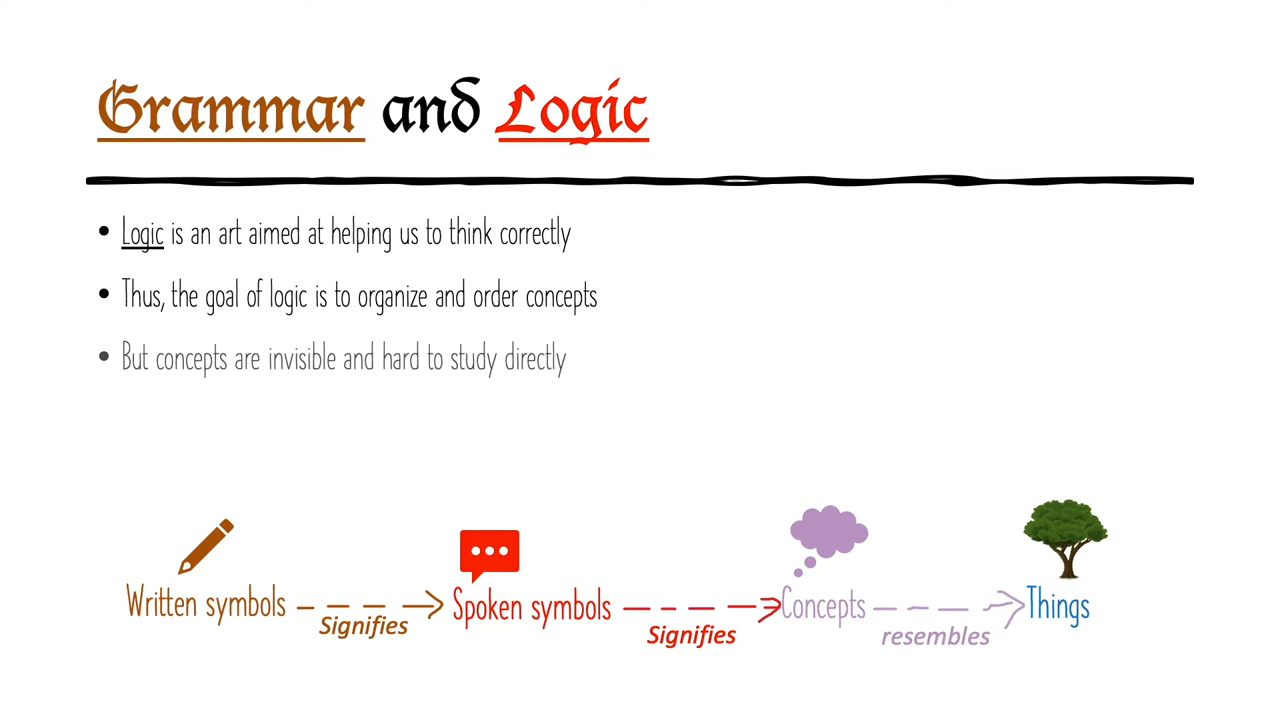 Grammar and Logic
• Logic is an art aimed at helping us to think correctly
• Thus, the goal of logic is to organize and order concepts
• But concepts are invisible and hard to study directly
Written symbols Signifies Spoken symbols Signifies Concepts resembles Things